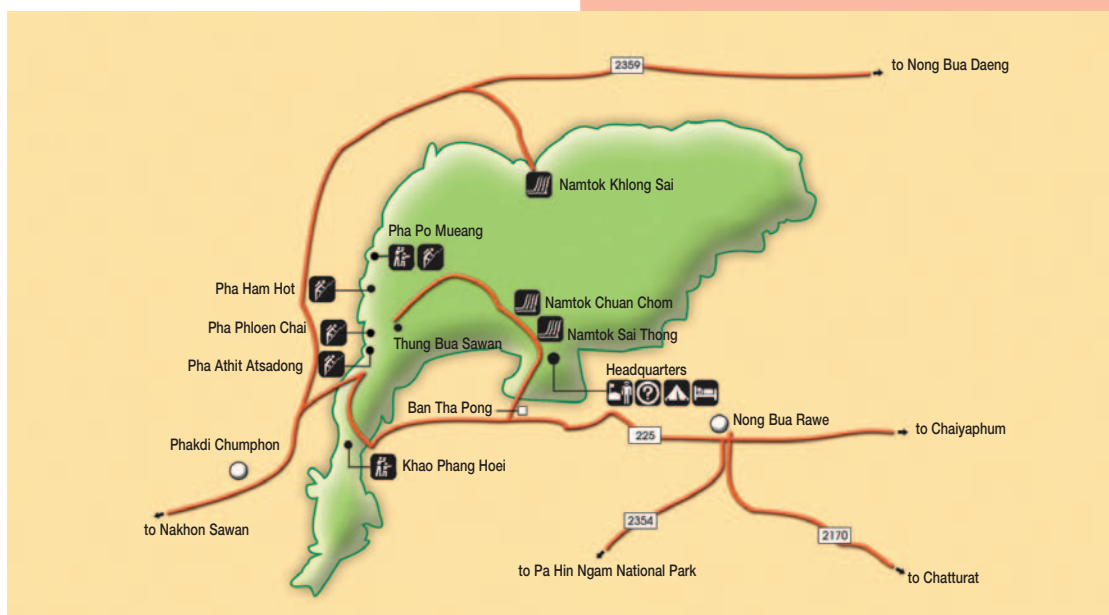 2359
to Nong Bua Daeng
Namtok Khlong Sai
Pha Po Mueang
Pha Ham Hot
Namtok Chuan Chom
Pha Phloen Chai
Namtok Sai Thong
Thung Bua Sawan
Pha Athit Atsadong
Headquarters
?
Ban Tha Pong
Nong Bua Rawe
225
to Chaiyaphum
Phakdi Chumphon
Khao Phang Hoei
2354
2170
to Nakhon Sawan
to Pa Hin Ngam National Park
to Chatturat